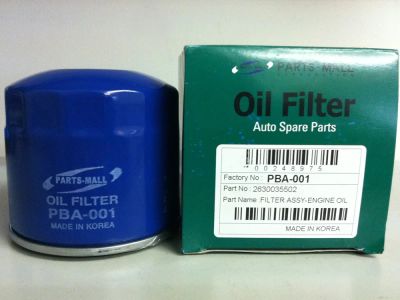 PARTS-MALL
OIL FILTER
PBA-001
MADE IN KOREA
PARTS-MALL
Oil Filter
Auto Spare Parts
00248975
Factory No : PBA-001
Part No : 2630035502
Part Name FILTER ASSY-ENGINE OIL
MADE IN KOREA